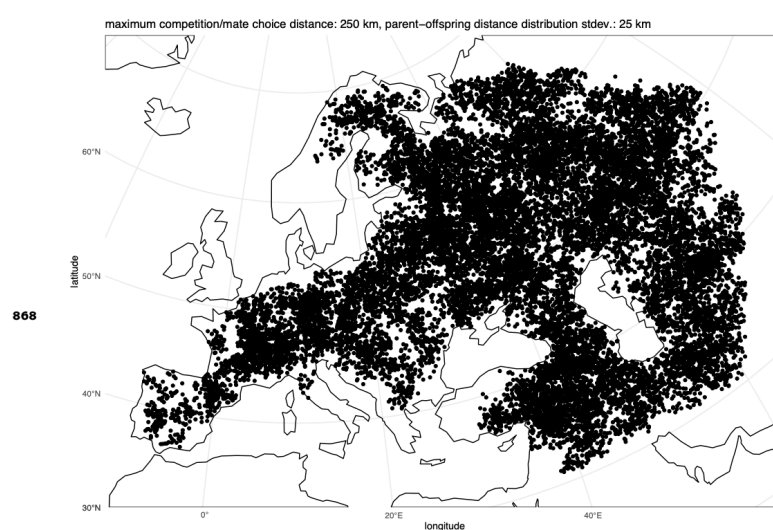 maximum competition/mate choice distance: 250 km, parent−offspring distance distribution stdev.: 25 km
60°N
50°N
40°N
30°N
latitude
868
0°
20°E
40°E
longitude